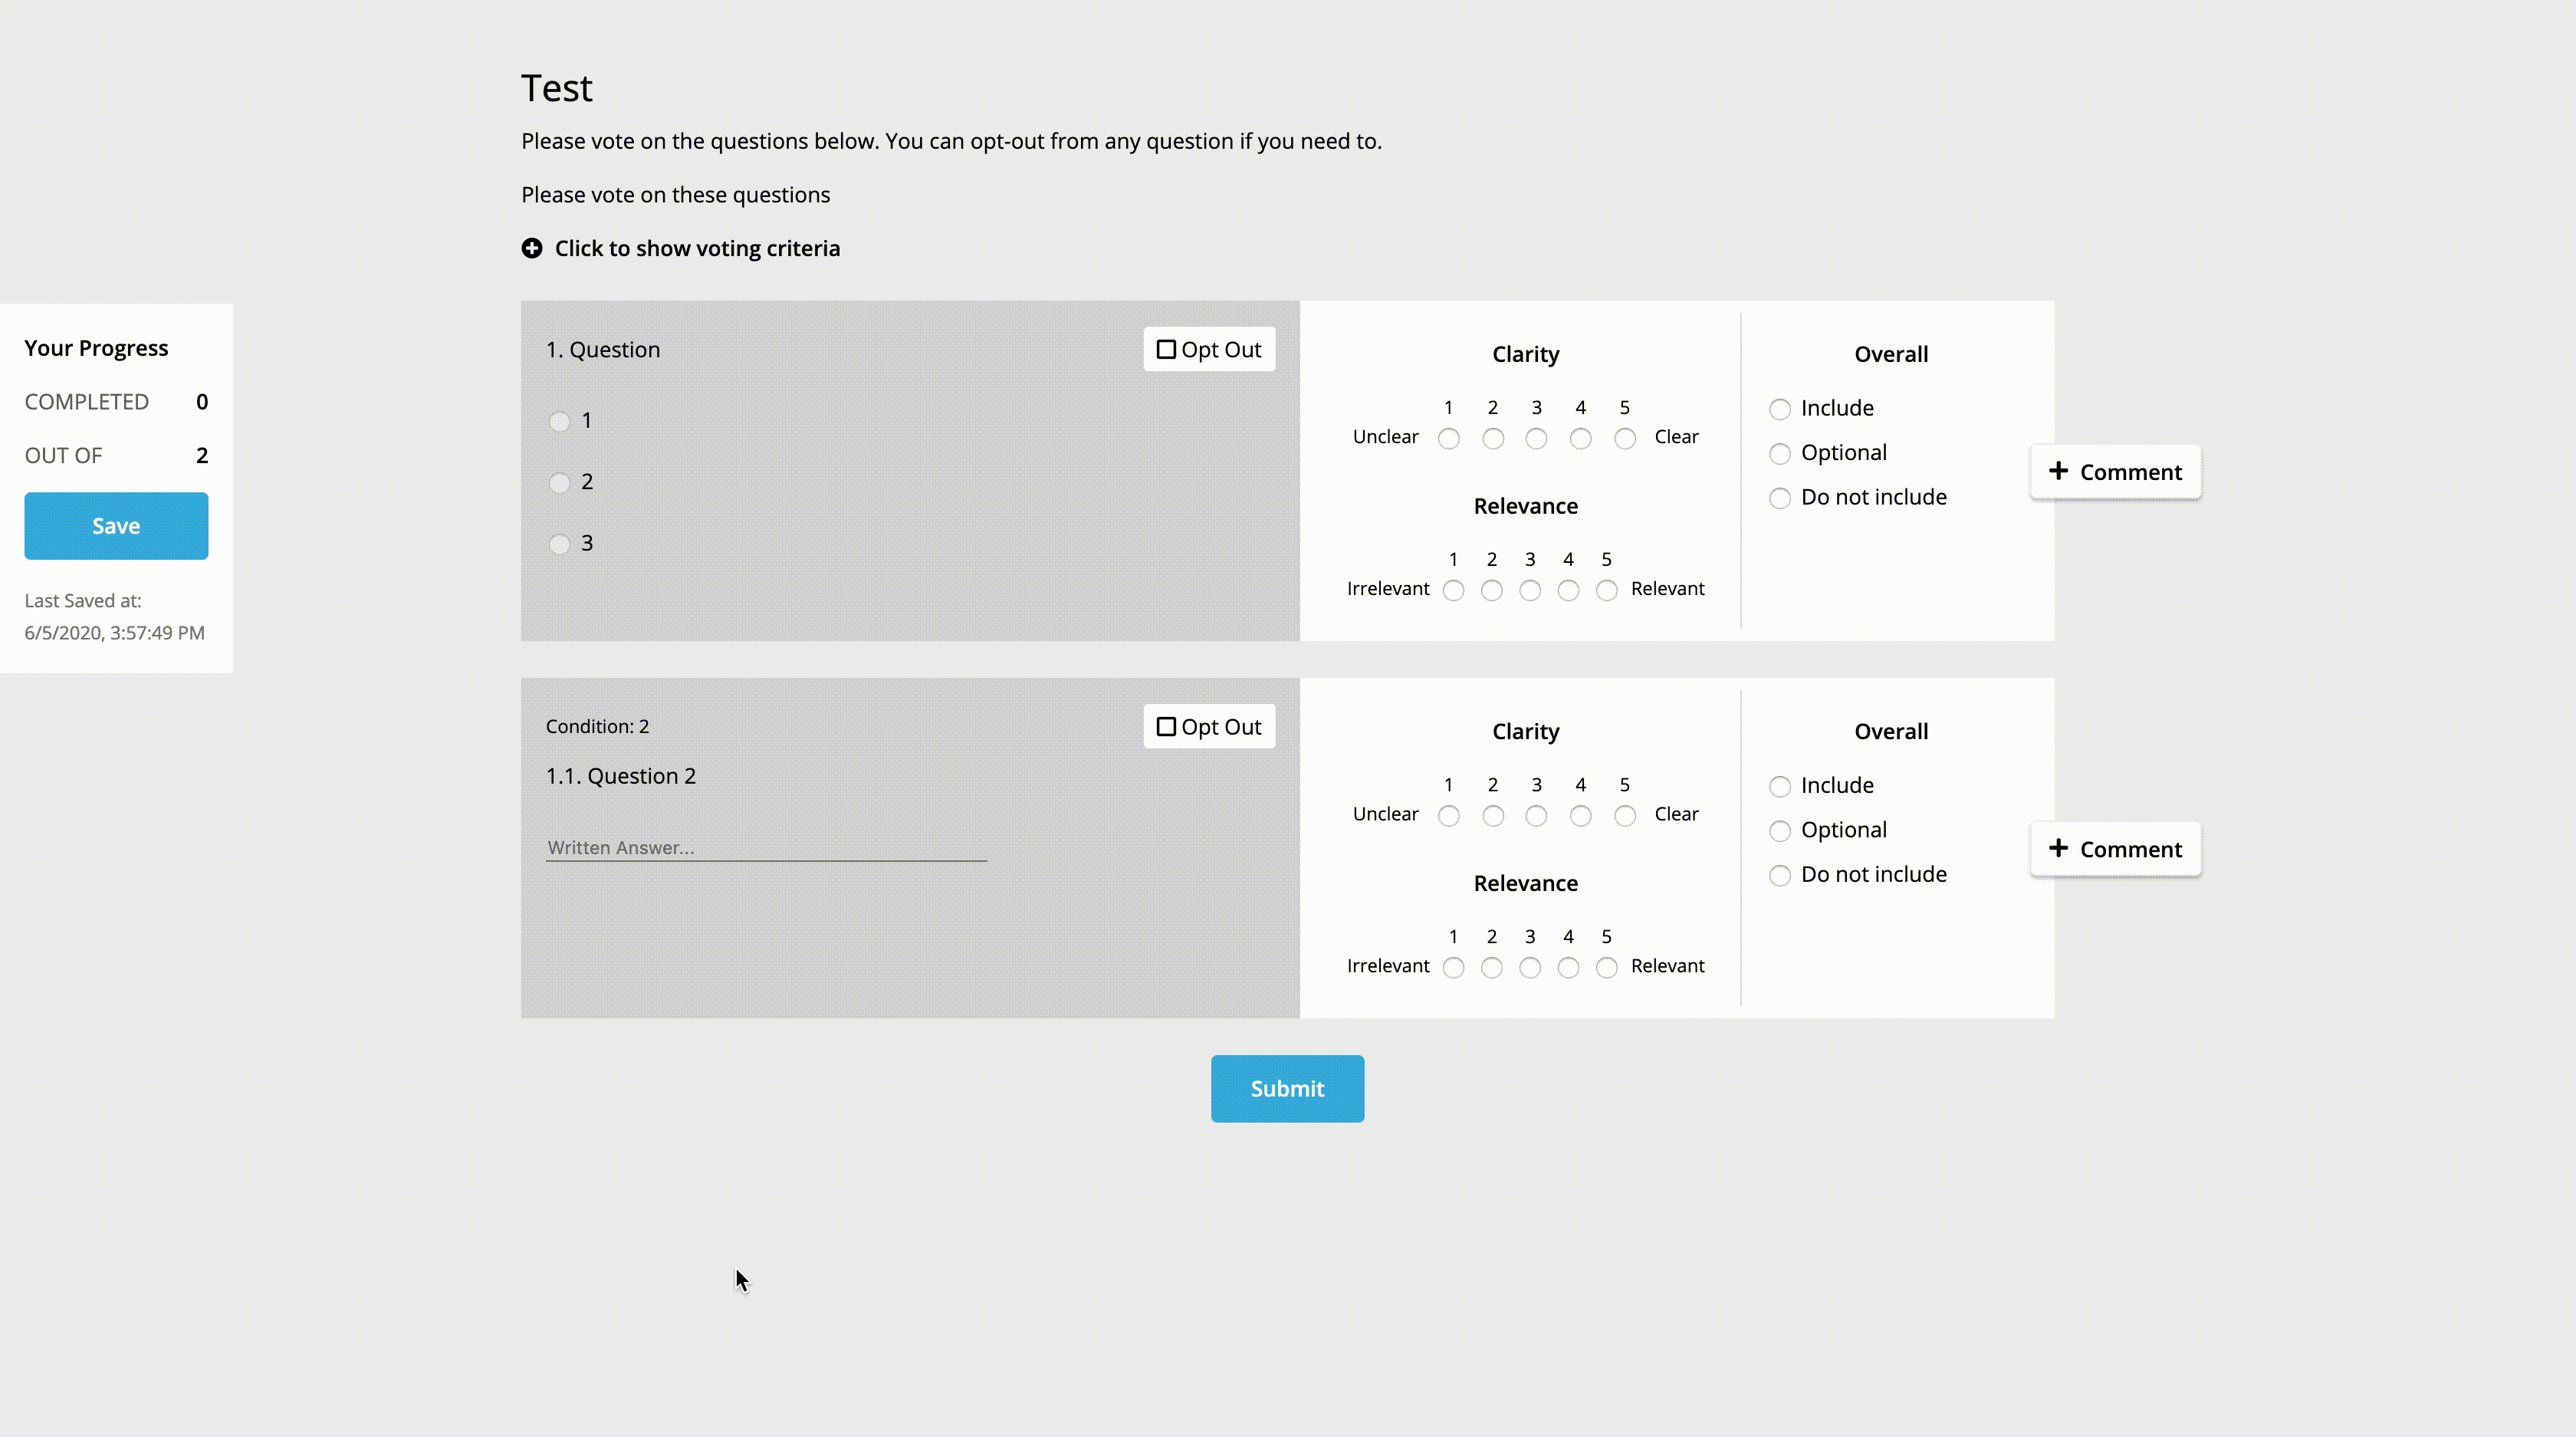 Test
Please vote on the questions below. You can opt-out from any question if you need to.
Please vote on these questions
Click to show voting criteria
Your Progress
COMPLETED 0
OUT OF 2
Save
Last Saved at:
6/5/2020, 3:57:49 PM
1. Question
Opt Out
1
2
3
Clarity
1 2 3 4 5
Unclear Clear
Relevance
1 2 3 4 5
Irrelevant Relevant
Overall
Include
Optional
Do not include
+ Comment
Condition: 2
Opt Out
1.1. Question 2
Written Answer...
Clarity
1 2 3 4 5
Unclear Clear
Relevance
1 2 3 4 5
Irrelevant Relevant
Overall
Include
Optional
Do not include
+ Comment
Submit